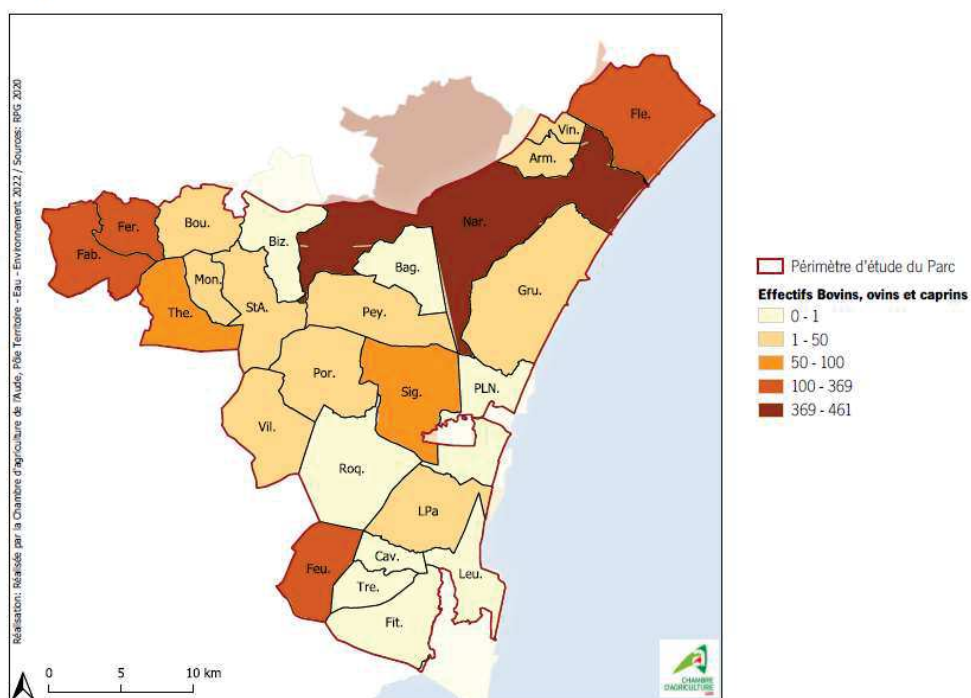 Réalisation: Réalisée par la Chambre d'agriculture de l'Aude, Pôle Territoire - Eau - Environnement 2022 / Sources: RPG 2020
Fle.
Vin.
Arm.
Nar.
Fer.
Bou.
Biz.
Fab.
Bag.
Mon.
Gru.
The.
StA.
Pey.
Por.
Sig.
PLN.
Vil.
Roq.
LPa
Cav.
Feu.
Leu.
Tre.
Fit.
0 5 10 km
Périmètre d'étude du Parc
Effectifs Bovins, ovins et caprins
0 - 1
1 - 50
50 - 100
100 - 369
369 - 461
CHAMBRE
D'AGRICULTURE